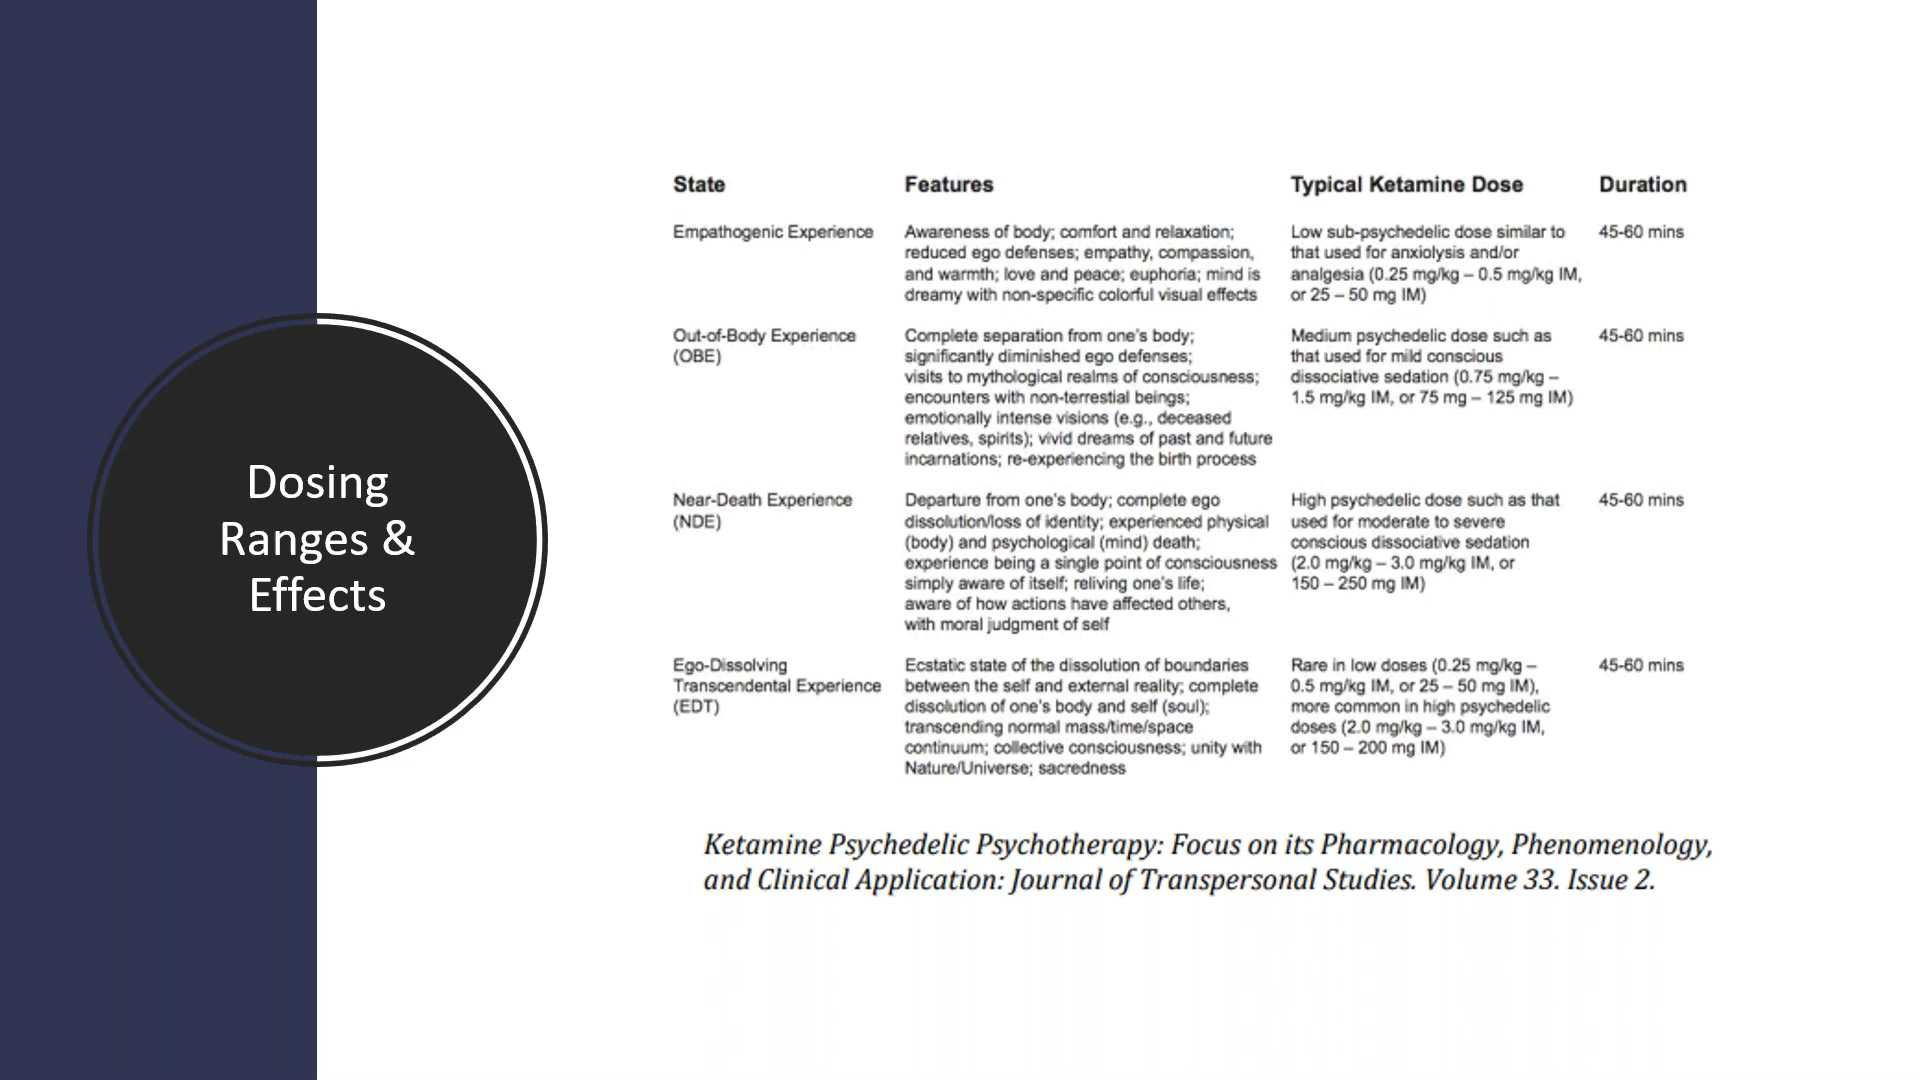 Dosing
Ranges &
Effects
State Features Typical Ketamine Dose Duration
Empathogenic Experience
Awareness of body; comfort and relaxation;
reduced ego defenses; empathy, compassion,
and warmth; love and peace; euphoria; mind is
dreamy with non-specific colorful visual effects
Low sub-psychedelic dose similar to
that used for anxiolysis and/or
analgesia (0.25 mg/kg – 0.5 mg/kg IM,
or 25 – 50 mg IM)
45-60 mins
Out-of-Body Experience
(OBE)
Complete separation from one's body;
significantly diminished ego defenses;
visits to mythological realms of consciousness;
encounters with non-terrestial beings;
emotionally intense visions (e.g., deceased
relatives, spirits); vivid dreams of past and future
incarnations; re-experiencing the birth process
Medium psychedelic dose such as
that used for mild conscious
dissociative sedation (0.75 mg/kg –
1.5 mg/kg IM, or 75 mg – 125 mg IM)
45-60 mins
Near-Death Experience
(NDE)
Departure from one's body; complete ego
dissolution/loss of identity; experienced physical
(body) and psychological (mind) death;
experience being a single point of consciousness
simply aware of itself; reliving one's life;
aware of how actions have affected others,
with moral judgment of self
High psychedelic dose such as that
used for moderate to severe
conscious dissociative sedation
(2.0 mg/kg – 3.0 mg/kg IM, or
150 – 250 mg IM)
45-60 mins
Ego-Dissolving
Transcendental Experience
(EDT)
Ecstatic state of the dissolution of boundaries
between the self and external reality; complete
dissolution of one's body and self (soul);
transcending normal mass/time/space
continuum; collective consciousness; unity with
Nature/Universe; sacredness
Rare in low doses (0.25 mg/kg –
0.5 mg/kg IM, or 25 – 50 mg IM),
more common in high psychedelic
doses (2.0 mg/kg – 3.0 mg/kg IM,
or 150 – 200 mg IM)
45-60 mins
Ketamine Psychedelic Psychotherapy: Focus on its Pharmacology, Phenomenology,
and Clinical Application: Journal of Transpersonal Studies. Volume 33. Issue 2.